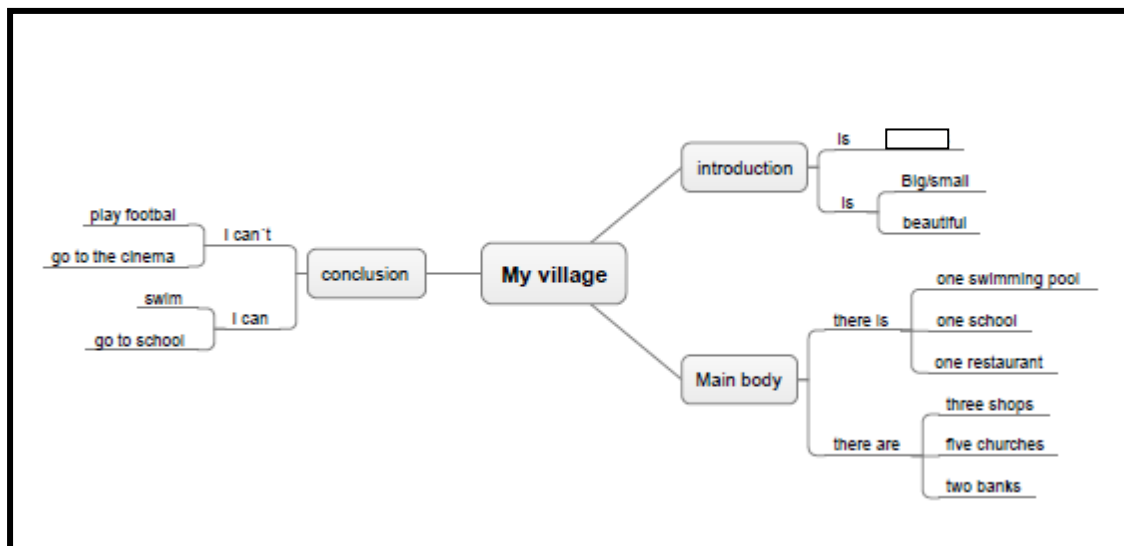 My village
introduction
Is
Is
Big/small
beautiful
Main body
there is
one swimming pool
one school
one restaurant
there are
three shops
five churches
two banks
conclusion
I can´t
play footbal
go to the cinema
I can
swim
go to school